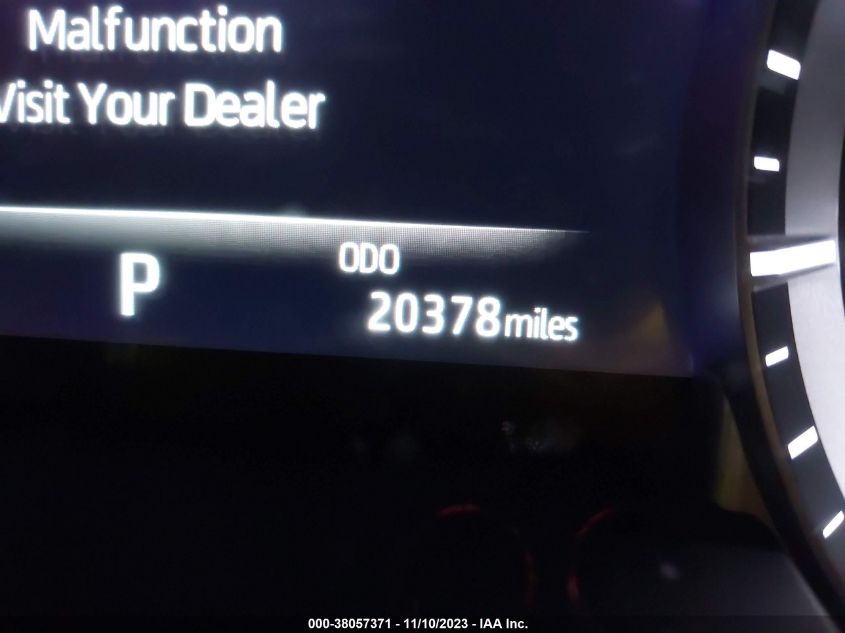 Malfunction
Visit Your Dealer
P
ODO
20378 miles
000-38057371 - 11/10/2023 - IAA Inc.